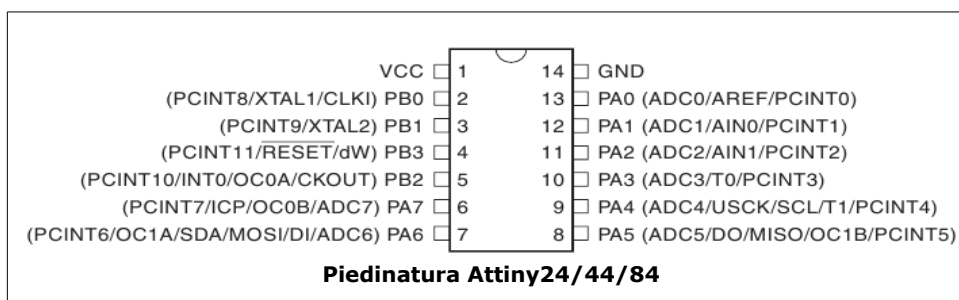 VCC 1 14 GND
(PCINT8/XTAL1/CLKI) PB0 2 13 PA0 (ADC0/AREF/PCINT0)
(PCINT9/XTAL2) PB1 3 12 PA1 (ADC1/AIN0/PCINT1)
(PCINT11/RESET/dW) PB3 4 11 PA2 (ADC2/AIN1/PCINT2)
(PCINT10/INT0/OC0A/CKOUT) PB2 5 10 PA3 (ADC3/T0/PCINT3)
(PCINT7/ICP/OC0B/ADC7) PA7 6 9 PA4 (ADC4/USCK/SCL/T1/PCINT4)
(PCINT6/OC1A/SDA/MOSI/DI/ADC6) PA6 7 8 PA5 (ADC5/DO/MISO/OC1B/PCINT5)
Piedinatura Attiny24/44/84